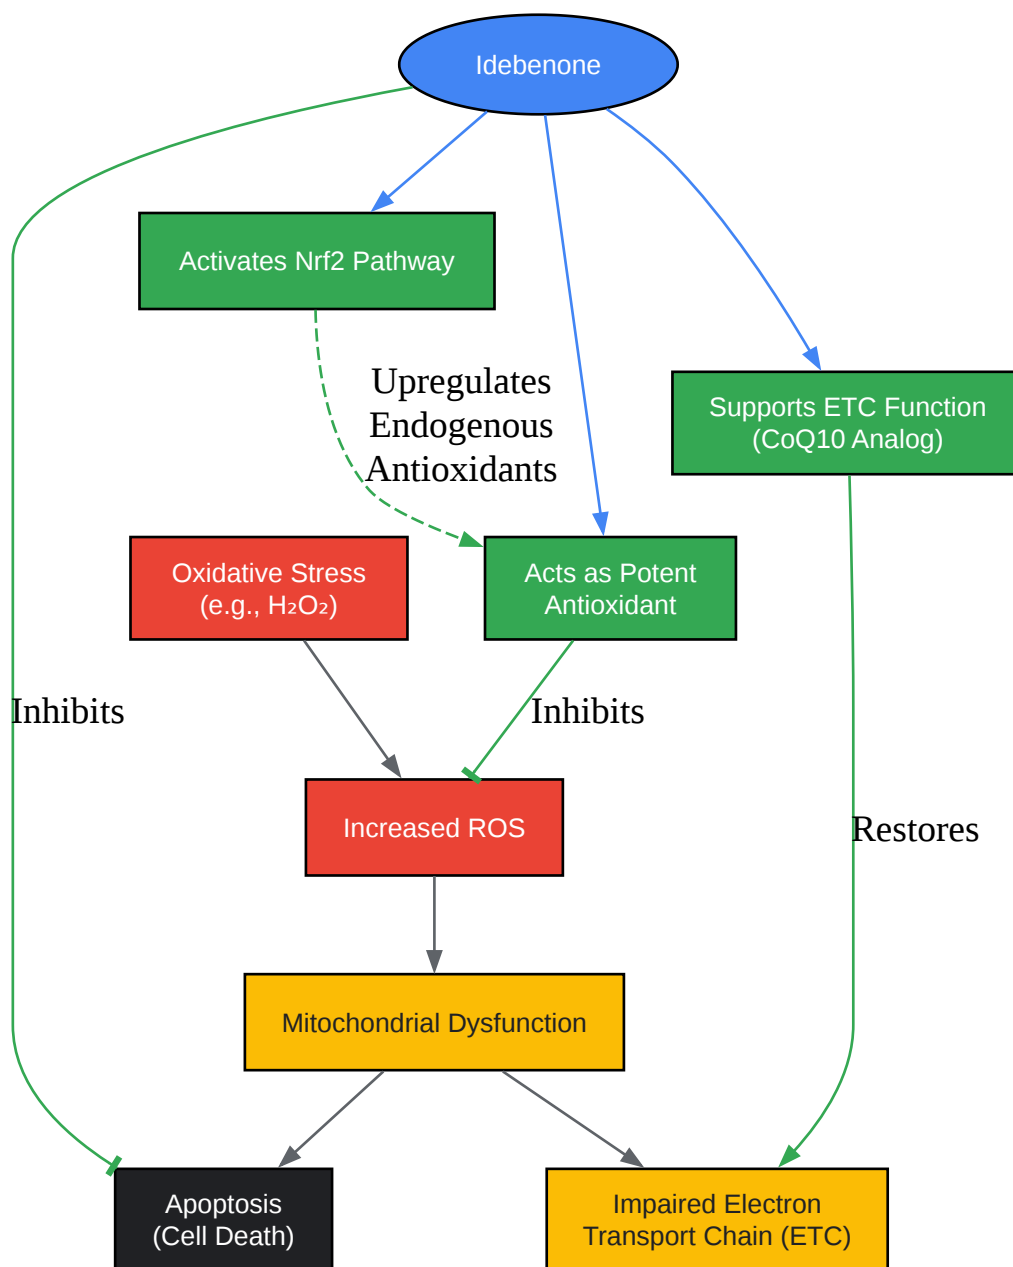 Idebenone
Activates Nrf2 Pathway
Upregulates
Endogenous
Antioxidants
Supports ETC Function
(CoQ10 Analog)
Oxidative Stress
(e.g., H₂O₂)
Acts as Potent
Antioxidant
Inhibits
Inhibits
Increased ROS
Restores
Mitochondrial Dysfunction
Apoptosis
(Cell Death)
Impaired Electron
Transport Chain (ETC)